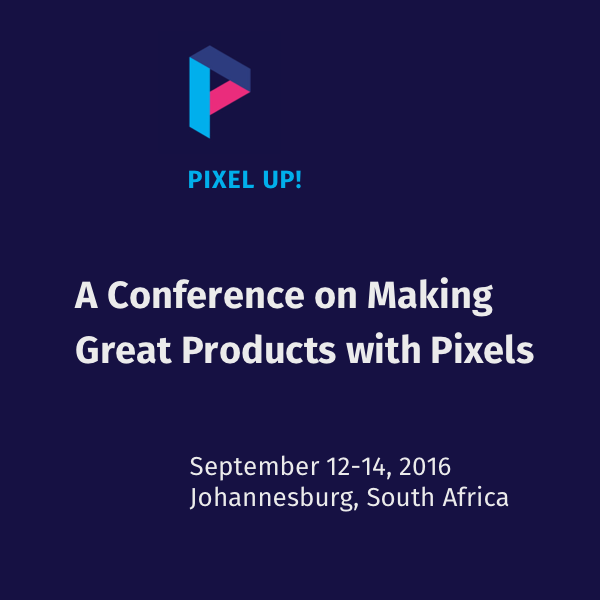 PIXEL UP!
A Conference on Making
Great Products with Pixels
September 12-14, 2016
Johannesburg, South Africa